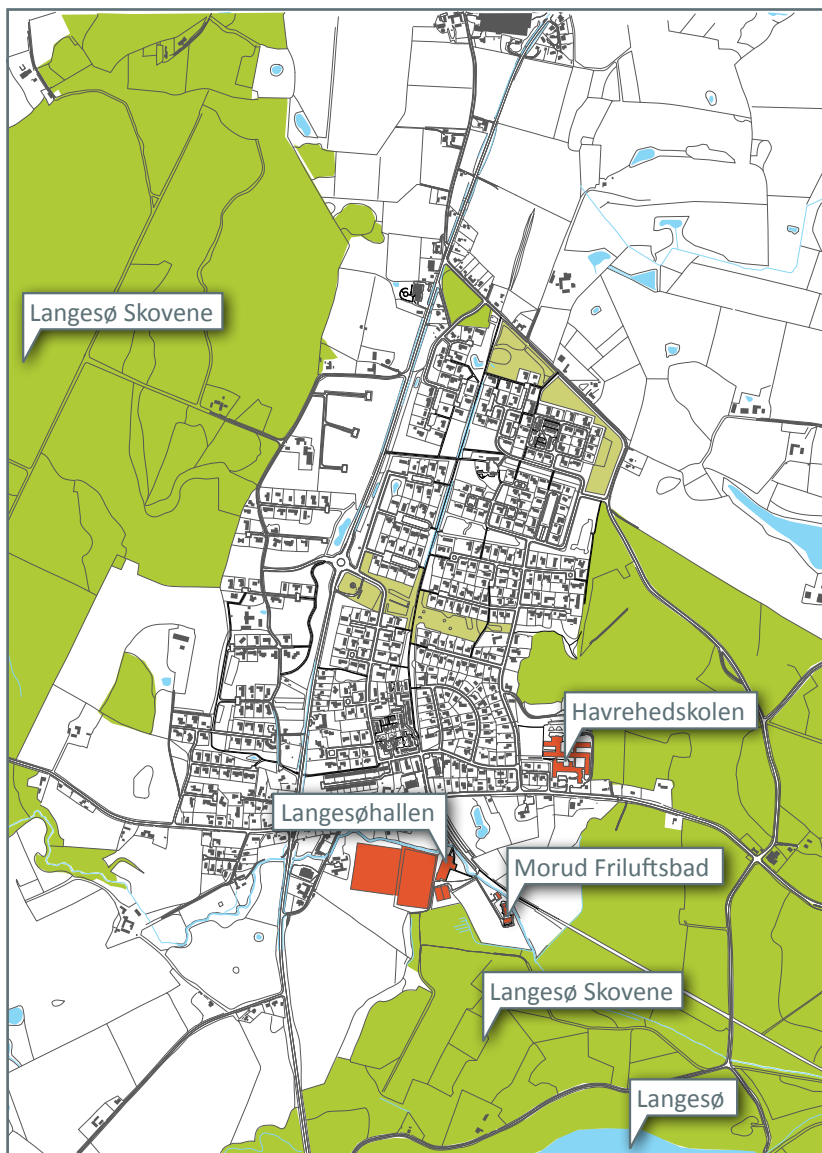 Langesø Skovene
Havrehedskolen
Langesøhallen
Morud Friluftsbad
Langesø Skovene
Langesø